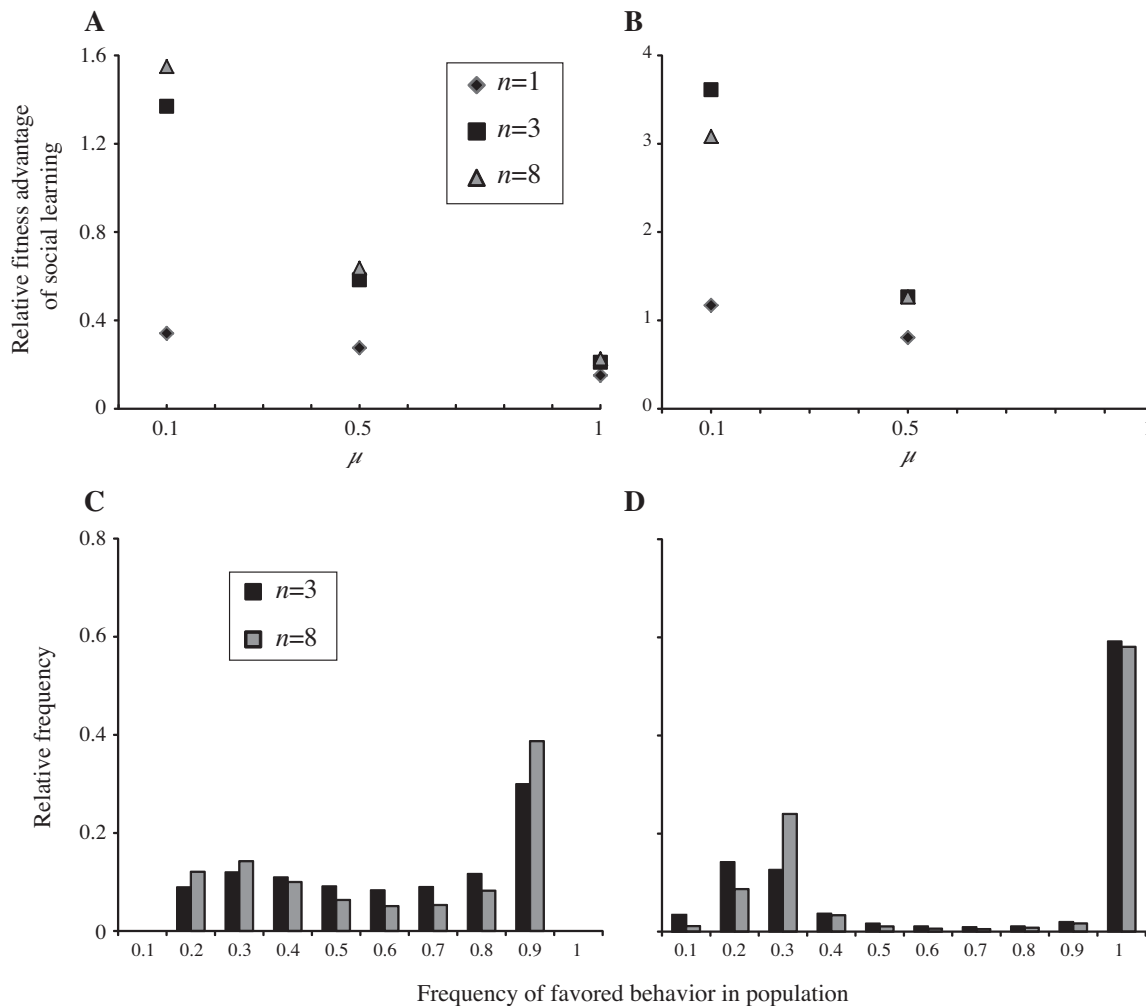 A
Relative fitness advantage
of social learning
1.6
1.2
0.8
0.4
0
0.1
0.5
1
μ
n=1
n=3
n=8
B
4
3
2
1
0
0.1
0.5
μ
C
Relative frequency
0.8
0.6
0.4
0.2
0
n=3
n=8
0.1 0.2 0.3 0.4 0.5 0.6 0.7 0.8 0.9 1
D
0.1 0.2 0.3 0.4 0.5 0.6 0.7 0.8 0.9 1
Frequency of favored behavior in population